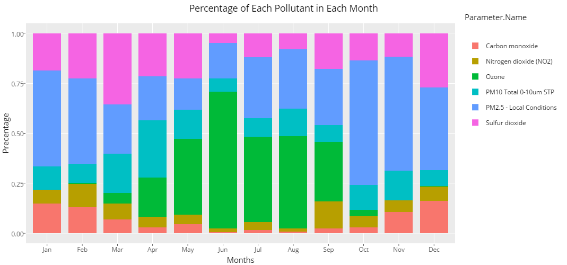 Percentage of Each Pollutant in Each Month
Parameter.Name
Carbon monoxide
Nitrogen dioxide (NO2)
Ozone
PM10 Total 0-10um STP
PM2.5 - Local Conditions
Sulfur dioxide
Precentage
1.00
0.75
0.50
0.25
0.00
Jan Feb Mar Apr May Jun Jul Aug Sep Oct Nov Dec
Months